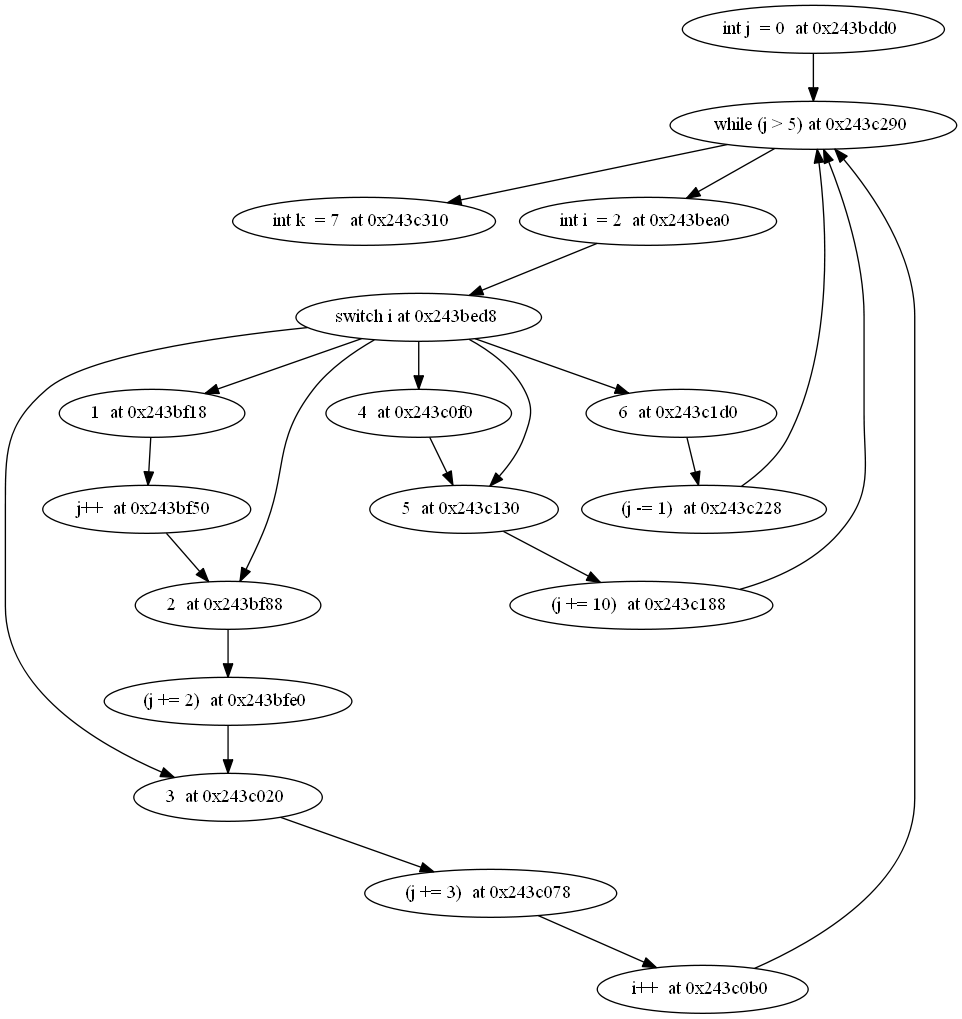 int j = 0 at 0x243bdd0
while (j > 5) at 0x243c290
int k = 7 at 0x243c310
int i = 2 at 0x243bea0
switch i at 0x243bed8
1 at 0x243bf18
4 at 0x243c0f0
6 at 0x243c1d0
j++ at 0x243bf50
5 at 0x243c130
(j -= 1) at 0x243c228
2 at 0x243bf88
(j += 10) at 0x243c188
(j += 2) at 0x243bfe0
3 at 0x243c020
(j += 3) at 0x243c078
i++ at 0x243c0b0